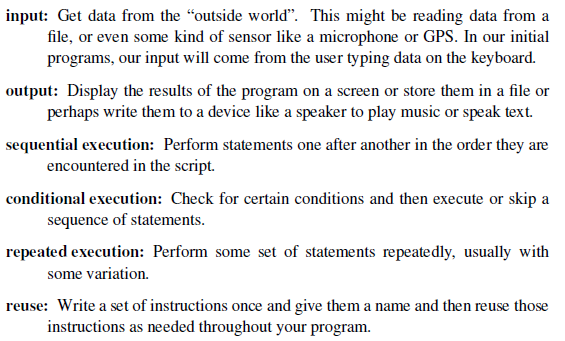 input: Get data from the “outside world”. This might be reading data from a
file, or even some kind of sensor like a microphone or GPS. In our initial
programs, our input will come from the user typing data on the keyboard.
output: Display the results of the program on a screen or store them in a file or
perhaps write them to a device like a speaker to play music or speak text.
sequential execution: Perform statements one after another in the order they are
encountered in the script.
conditional execution: Check for certain conditions and then execute or skip a
sequence of statements.
repeated execution: Perform some set of statements repeatedly, usually with
some variation.
reuse: Write a set of instructions once and give them a name and then reuse those
instructions as needed throughout your program.